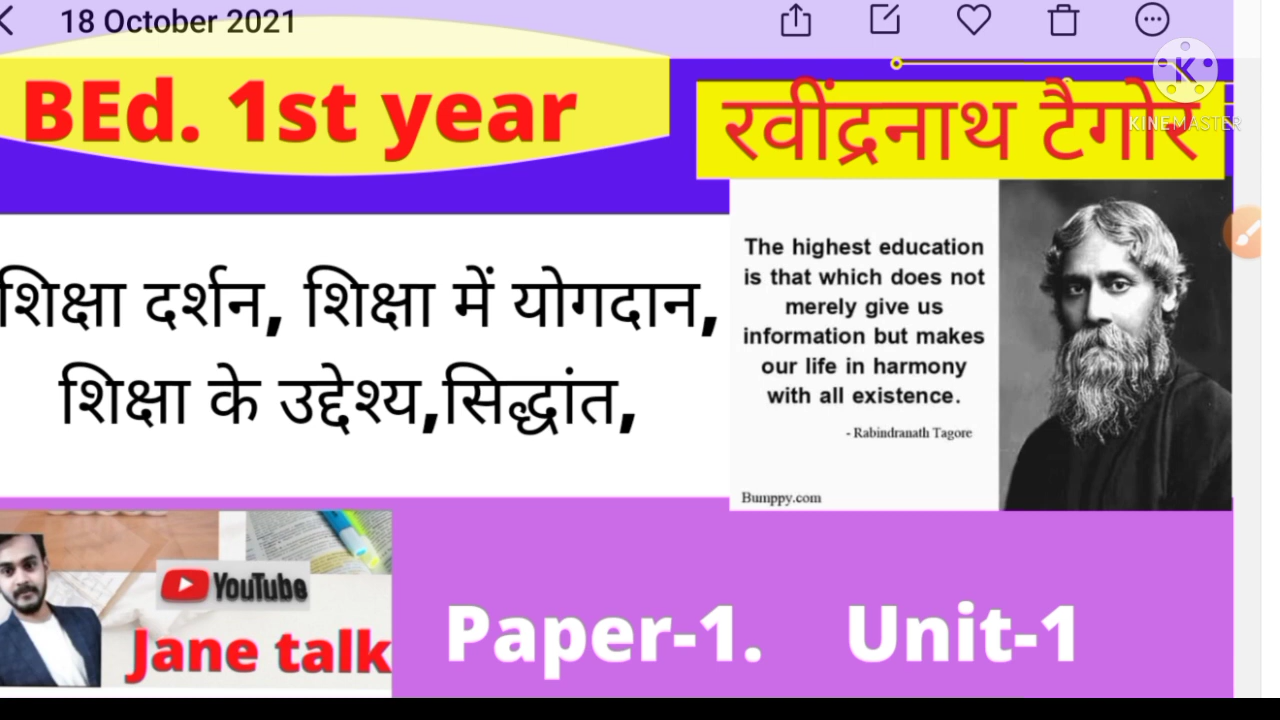 18 October 2021
BEd. 1st year
रवींद्रनाथ टैगोर
KINEMASTER
शिक्षा दर्शन, शिक्षा में योगदान,
शिक्षा के उद्देश्य,सिद्धांत,
The highest education
is that which does not
merely give us
information but makes
our life in harmony
with all existence.
- Rabindranath Tagore
Bumppy.com
YouTube
Jane talk
Paper-1. Unit-1